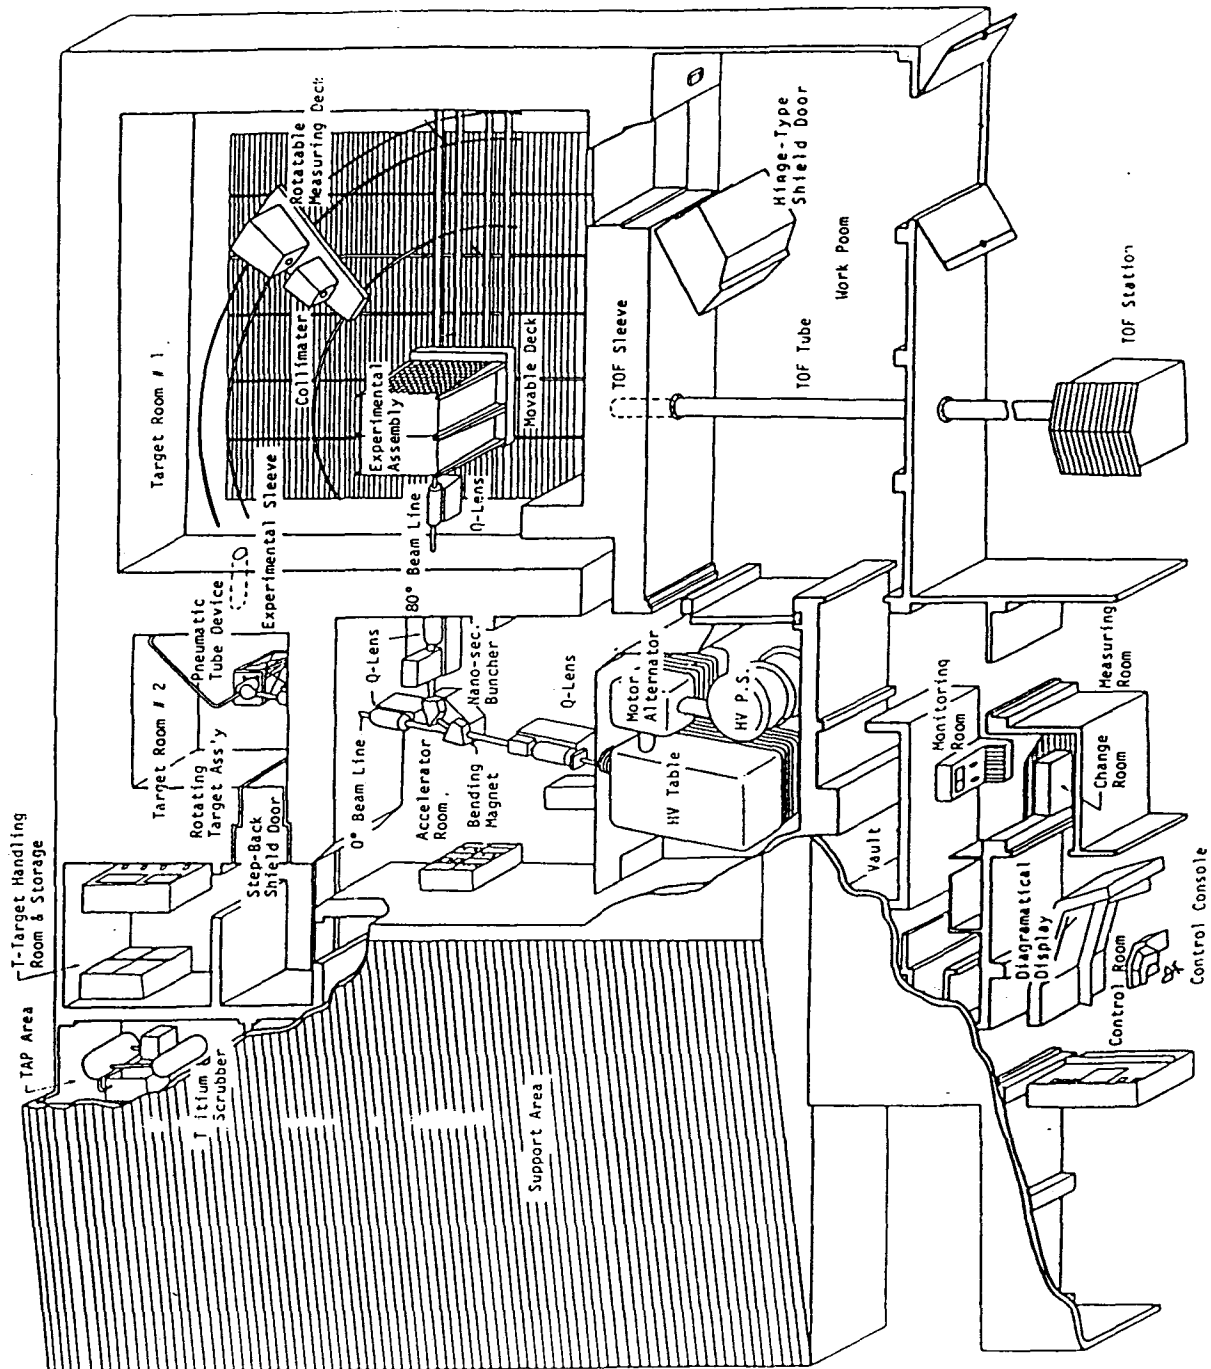 TAP Area
T-Target Handling
Room & Storage
Scrubber
Target Room # 2
Rotating
Target Ass'y
Pneumatic
Tube Device
Experimental Sleeve
Target Room # 1
Step-Back
Shield Door
Rotatable
Measuring Deck
Collimater
0° Beam Line
Q-Lens
80° Beam Line
Experimental
Assembly
Accelerator
Room
Bending
Magnet
Nano-sec.
Buncher
Q-Lens
Movable Deck
Support Area
Q-Lens
TOF Sleeve
HV Table
Motor
Alternator
HV P.S.
Hinge-Type
Shield Door
TOF Tube
Work Poom
Vault
Monitoring
Room
Diagramatical
Display
Change
Room
Measuring
Room
TOF Station
Control Room
Control Console